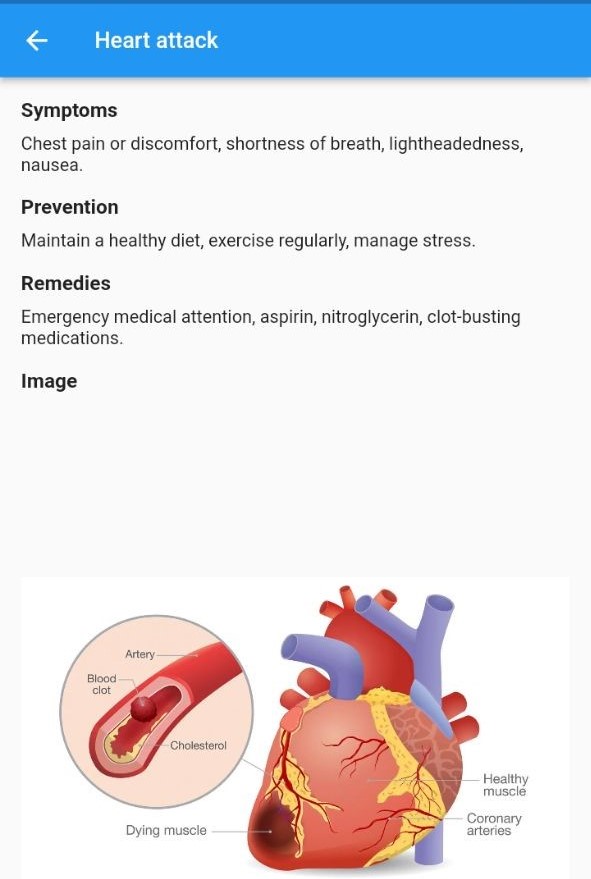 Heart attack
Symptoms
Chest pain or discomfort, shortness of breath, lightheadedness,
nausea.
Prevention
Maintain a healthy diet, exercise regularly, manage stress.
Remedies
Emergency medical attention, aspirin, nitroglycerin, clot-busting
medications.
Image
Artery
Blood
clot
Cholesterol
Healthy
muscle
Coronary
arteries
Dying muscle